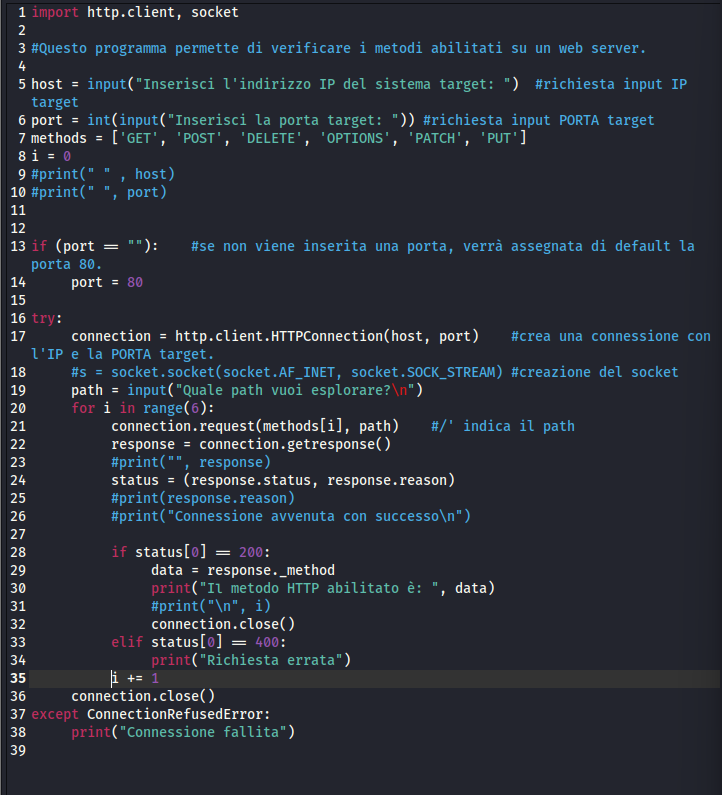 1 import http.client, socket
2
3 #Questo programma permette di verificare i metodi abilitati su un web server.
4
5 host = input("Inserisci l'indirizzo IP del sistema target: ")  #richiesta input IP
target
6 port = int(input("Inserisci la porta target: ")) #richiesta input PORTA target
7 methods = ['GET', 'POST', 'DELETE', 'OPTIONS', 'PATCH', 'PUT']
8 i = 0
9 #print(" " , host)
10 #print(" ", port)
11
12
13 if (port == ""):    #se non viene inserita una porta, verrà assegnata di default la
porta 80.
14     port = 80
15
16 try:
17     connection = http.client.HTTPConnection(host, port)    #crea una connessione con
l'IP e la PORTA target.
18     #s = socket.socket(socket.AF_INET, socket.SOCK_STREAM) #creazione del socket
19     path = input("Quale path vuoi esplorare?\n")
20     for i in range(6):
21          connection.request(methods[i], path)    #/' indica il path
22          response = connection.getresponse()
23          #print("", response)
24          status = (response.status, response.reason)
25          #print(response.reason)
26          #print("Connessione avvenuta con successo\n")
27
28          if status[0] == 200:
29               data = response._method
30               print("Il metodo HTTP abilitato è: ", data)
31               #print("\n", i)
32               connection.close()
33          elif status[0] == 400:
34               print("Richiesta errata")
35          i += 1
36     connection.close()
37 except ConnectionRefusedError:
38     print("Connessione fallita")
39